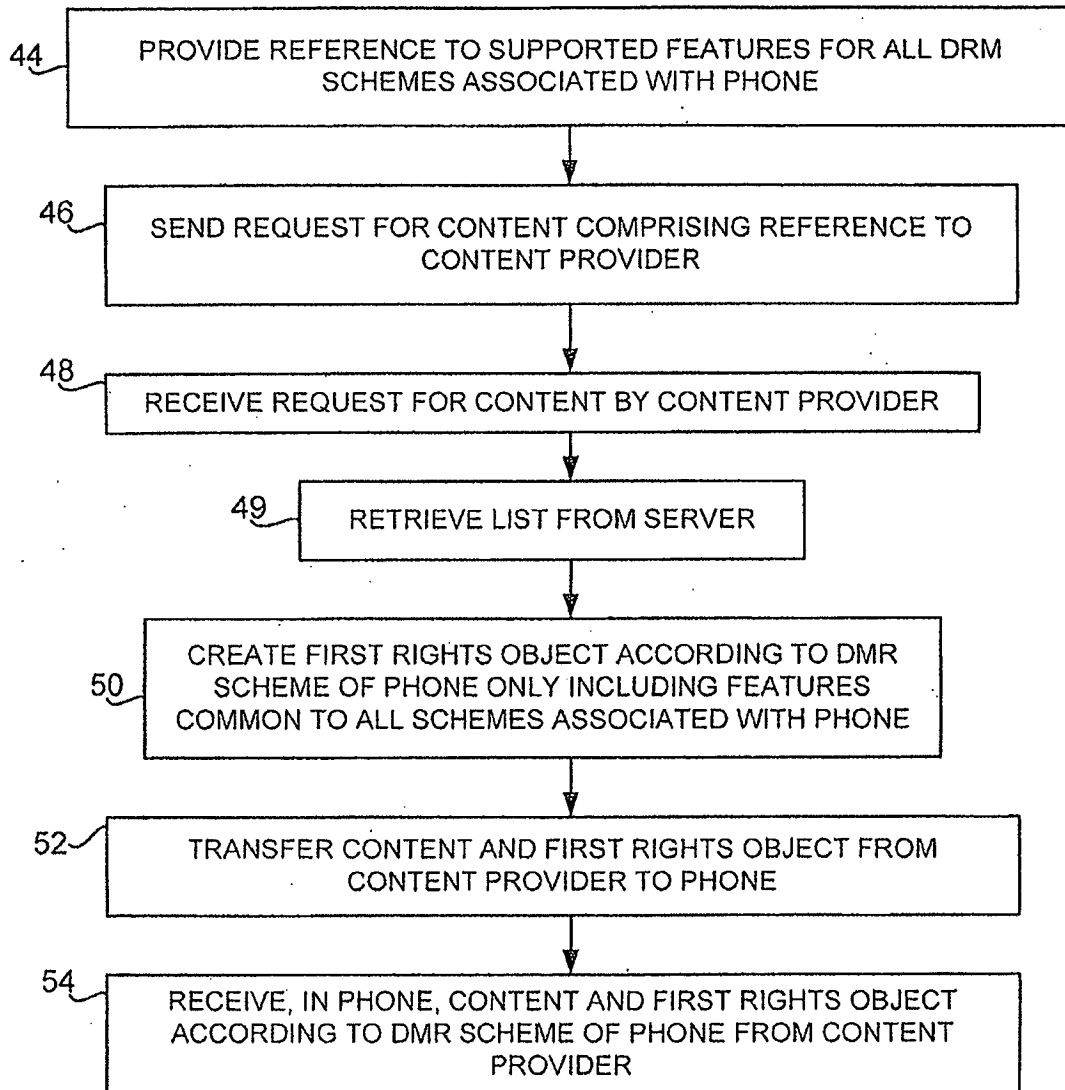 44
PROVIDE REFERENCE TO SUPPORTED FEATURES FOR ALL DRM
SCHEMES ASSOCIATED WITH PHONE
46
SEND REQUEST FOR CONTENT COMPRISING REFERENCE TO
CONTENT PROVIDER
48
RECEIVE REQUEST FOR CONTENT BY CONTENT PROVIDER
49
RETRIEVE LIST FROM SERVER
50
CREATE FIRST RIGHTS OBJECT ACCORDING TO DMR
SCHEME OF PHONE ONLY INCLUDING FEATURES
COMMON TO ALL SCHEMES ASSOCIATED WITH PHONE
52
TRANSFER CONTENT AND FIRST RIGHTS OBJECT FROM
CONTENT PROVIDER TO PHONE
54
RECEIVE, IN PHONE, CONTENT AND FIRST RIGHTS OBJECT
ACCORDING TO DMR SCHEME OF PHONE FROM CONTENT
PROVIDER